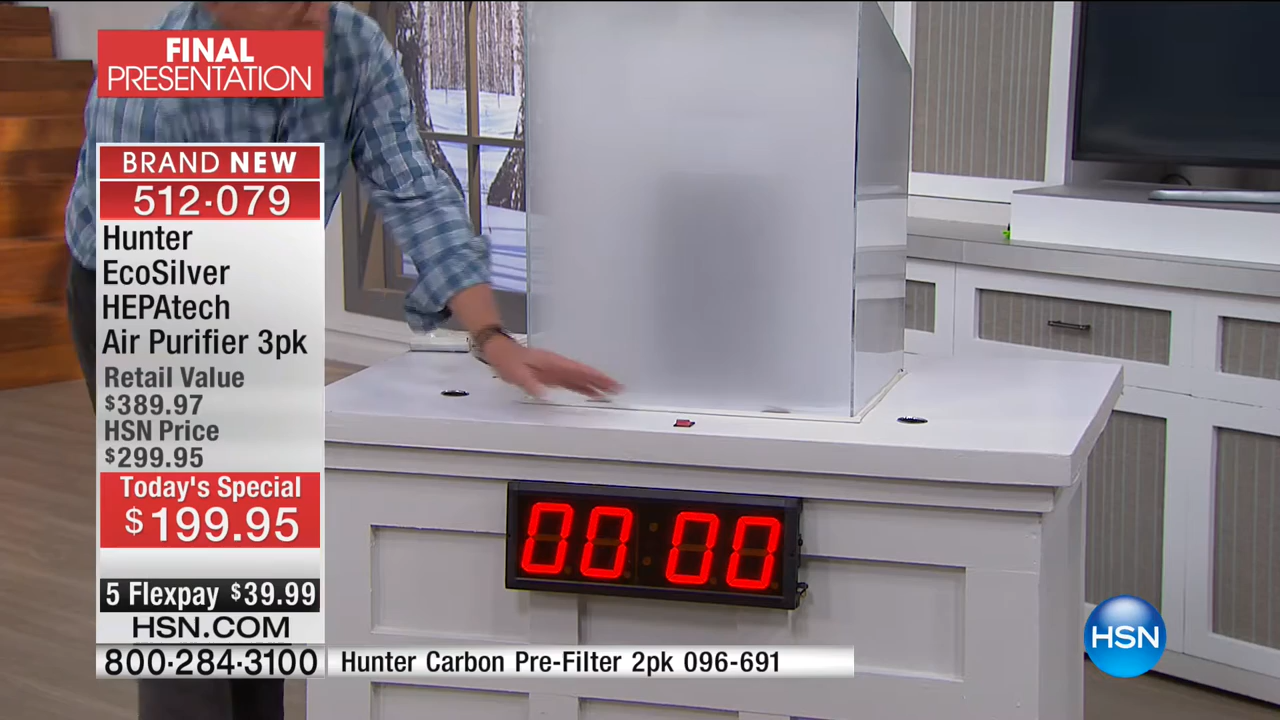 FINAL
PRESENTATION
BRAND NEW
512·079
Hunter
EcoSilver
HEPAtech
Air Purifier 3pk
Retail Value
$389.97
HSN Price
$299.95
Today's Special
$199.95
5 Flexpay $39.99
HSN.COM
800·284·3100
Hunter Carbon Pre-Filter 2pk 096-691
00:00
HSN